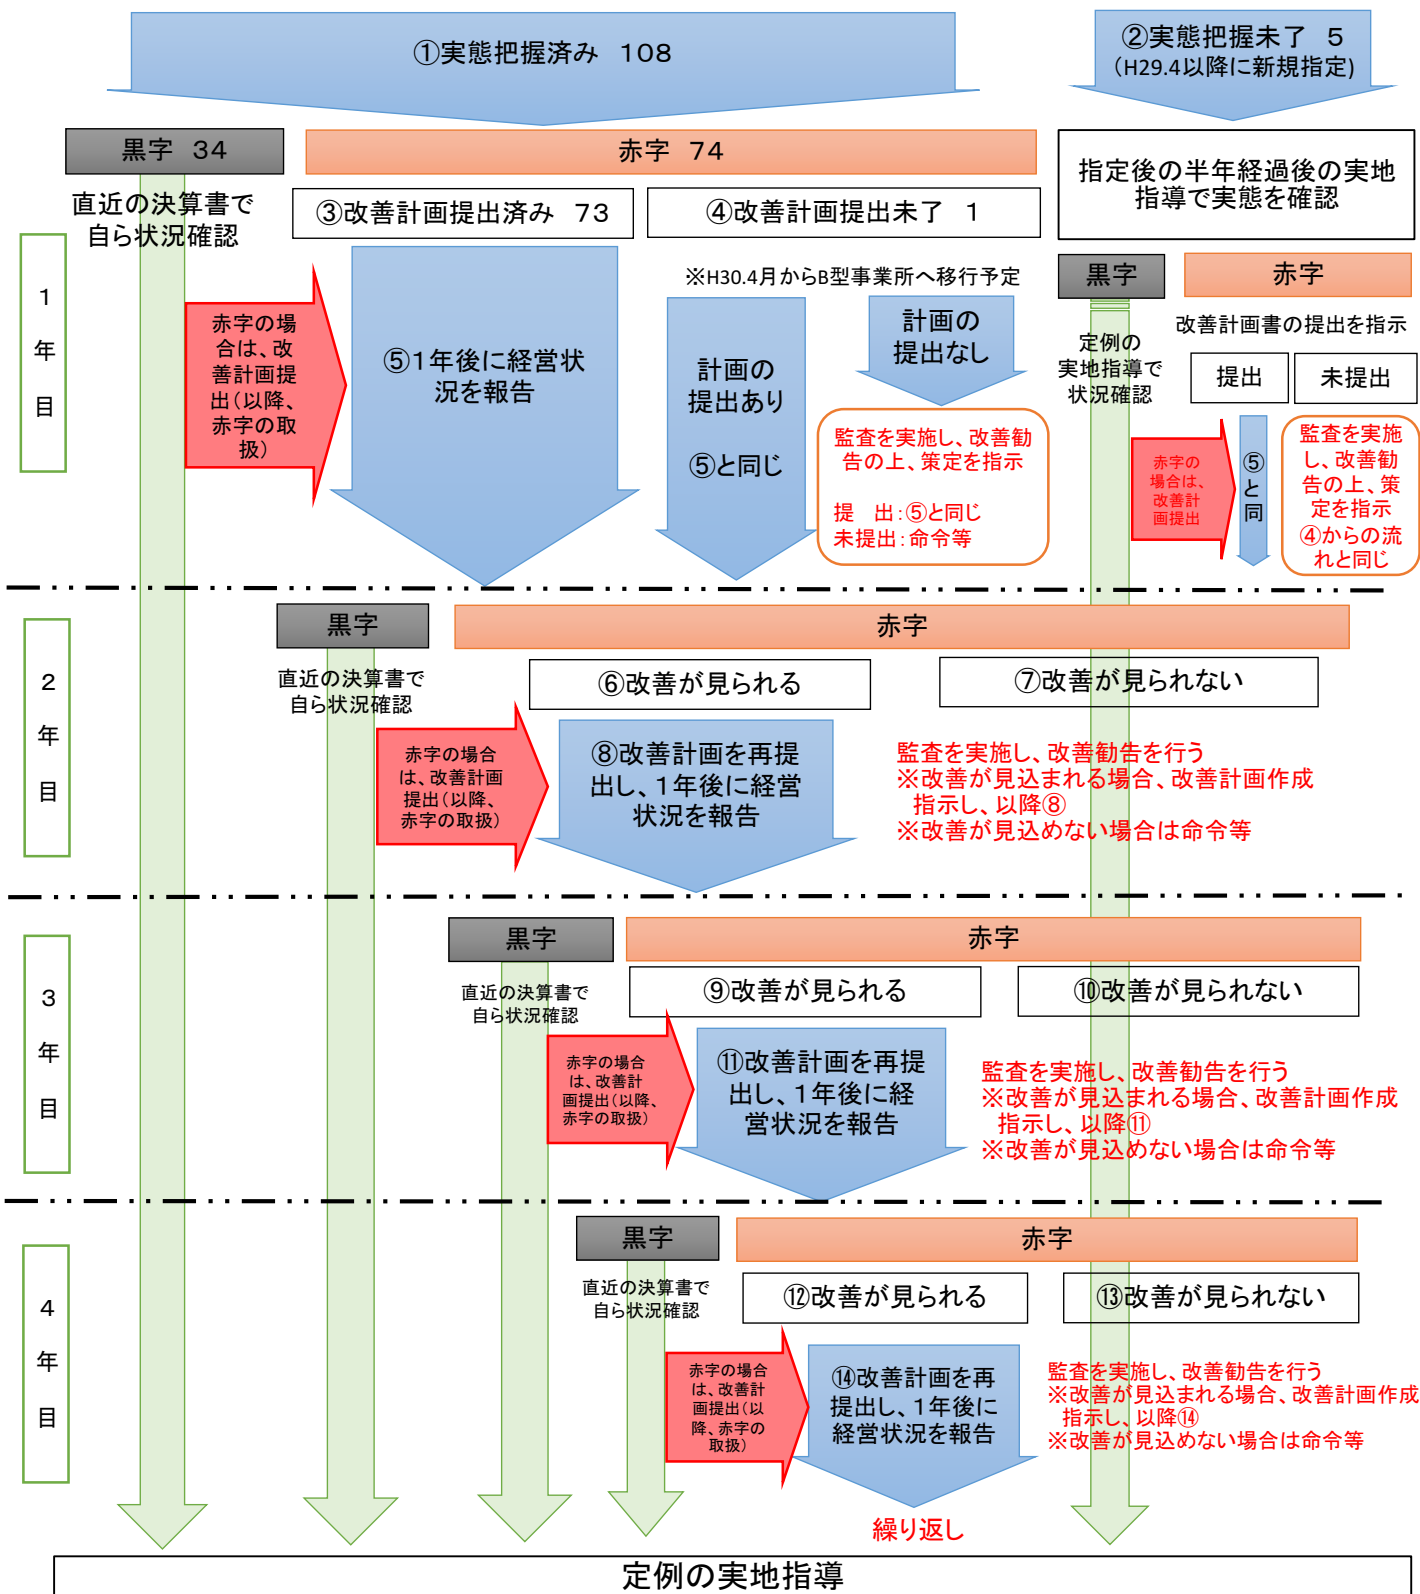 ①実態把握済み　108
②実態把握未了　5
（H29.4以降に新規指定）
黒字　34
赤字　74
指定後の半年経過後の実地
指導で実態を確認
直近の決算書で
自ら状況確認
③改善計画提出済み　73
④改善計画提出未了　1
※H30.4月からB型事業所へ移行予定
黒字
赤字
1
年
目
赤字の場
合は、改
善計画提
出（以降、
赤字の取
扱）
⑤1年後に経営状
況を報告
計画の
提出あり
⑤と同じ
計画の
提出なし
監査を実施し、改善勧
告の上、策定を指示
提　出：⑤と同じ
未提出：命令等
定例の
実地指導で
状況確認
改善計画書の提出を指示
提出
未提出
赤字の
場合は、
改善計
画提出
⑤
と
同
監査を実施
し、改善勧
告の上、策
定を指示
④からの流
れと同じ
2
年
目
黒字
赤字
直近の決算書で
自ら状況確認
⑥改善が見られる
⑦改善が見られない
赤字の場合
は、改善計画
提出（以降、
赤字の取扱）
⑧改善計画を再提
出し、1年後に経営
状況を報告
監査を実施し、改善勧告を行う
※改善が見込まれる場合、改善計画作成
指示し、以降⑧
※改善が見込めない場合は命令等
3
年
目
黒字
赤字
直近の決算書で
自ら状況確認
⑨改善が見られる
⑩改善が見られない
赤字の場合
は、改善計
画提出（以降、
赤字の取扱）
⑪改善計画を再提
出し、1年後に経
営状況を報告
監査を実施し、改善勧告を行う
※改善が見込まれる場合、改善計画作成
指示し、以降⑪
※改善が見込めない場合は命令等
4
年
目
黒字
赤字
直近の決算書で
自ら状況確認
⑫改善が見られる
⑬改善が見られない
赤字の場合
は、改善計
画提出（以
降、赤字の
取扱）
⑭改善計画を再
提出し、1年後に
経営状況を報告
監査を実施し、改善勧告を行う
※改善が見込まれる場合、改善計画作成
指示し、以降⑭
※改善が見込めない場合は命令等
繰り返し
定例の実地指導